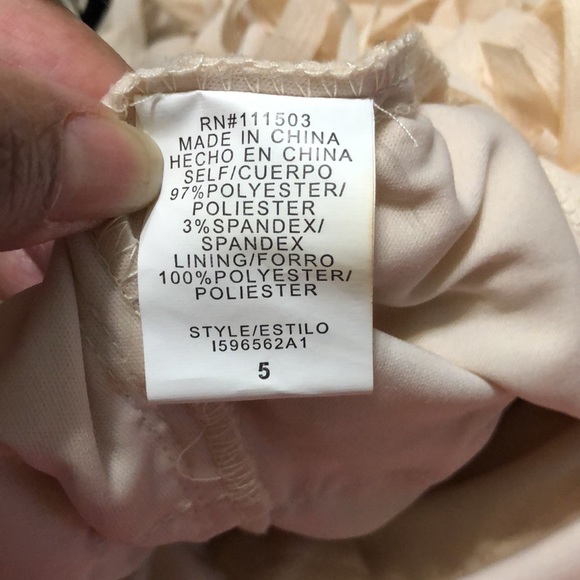 RN#111503
MADE IN CHINA
HECHO EN CHINA
SELF/CUERPO
97%POLYESTER/
POLIESTER
3%SPANDEX/
SPANDEX
LINING/FORRO
100%POLYESTER/
POLIESTER
STYLE/ESTILO
I596562A1
5